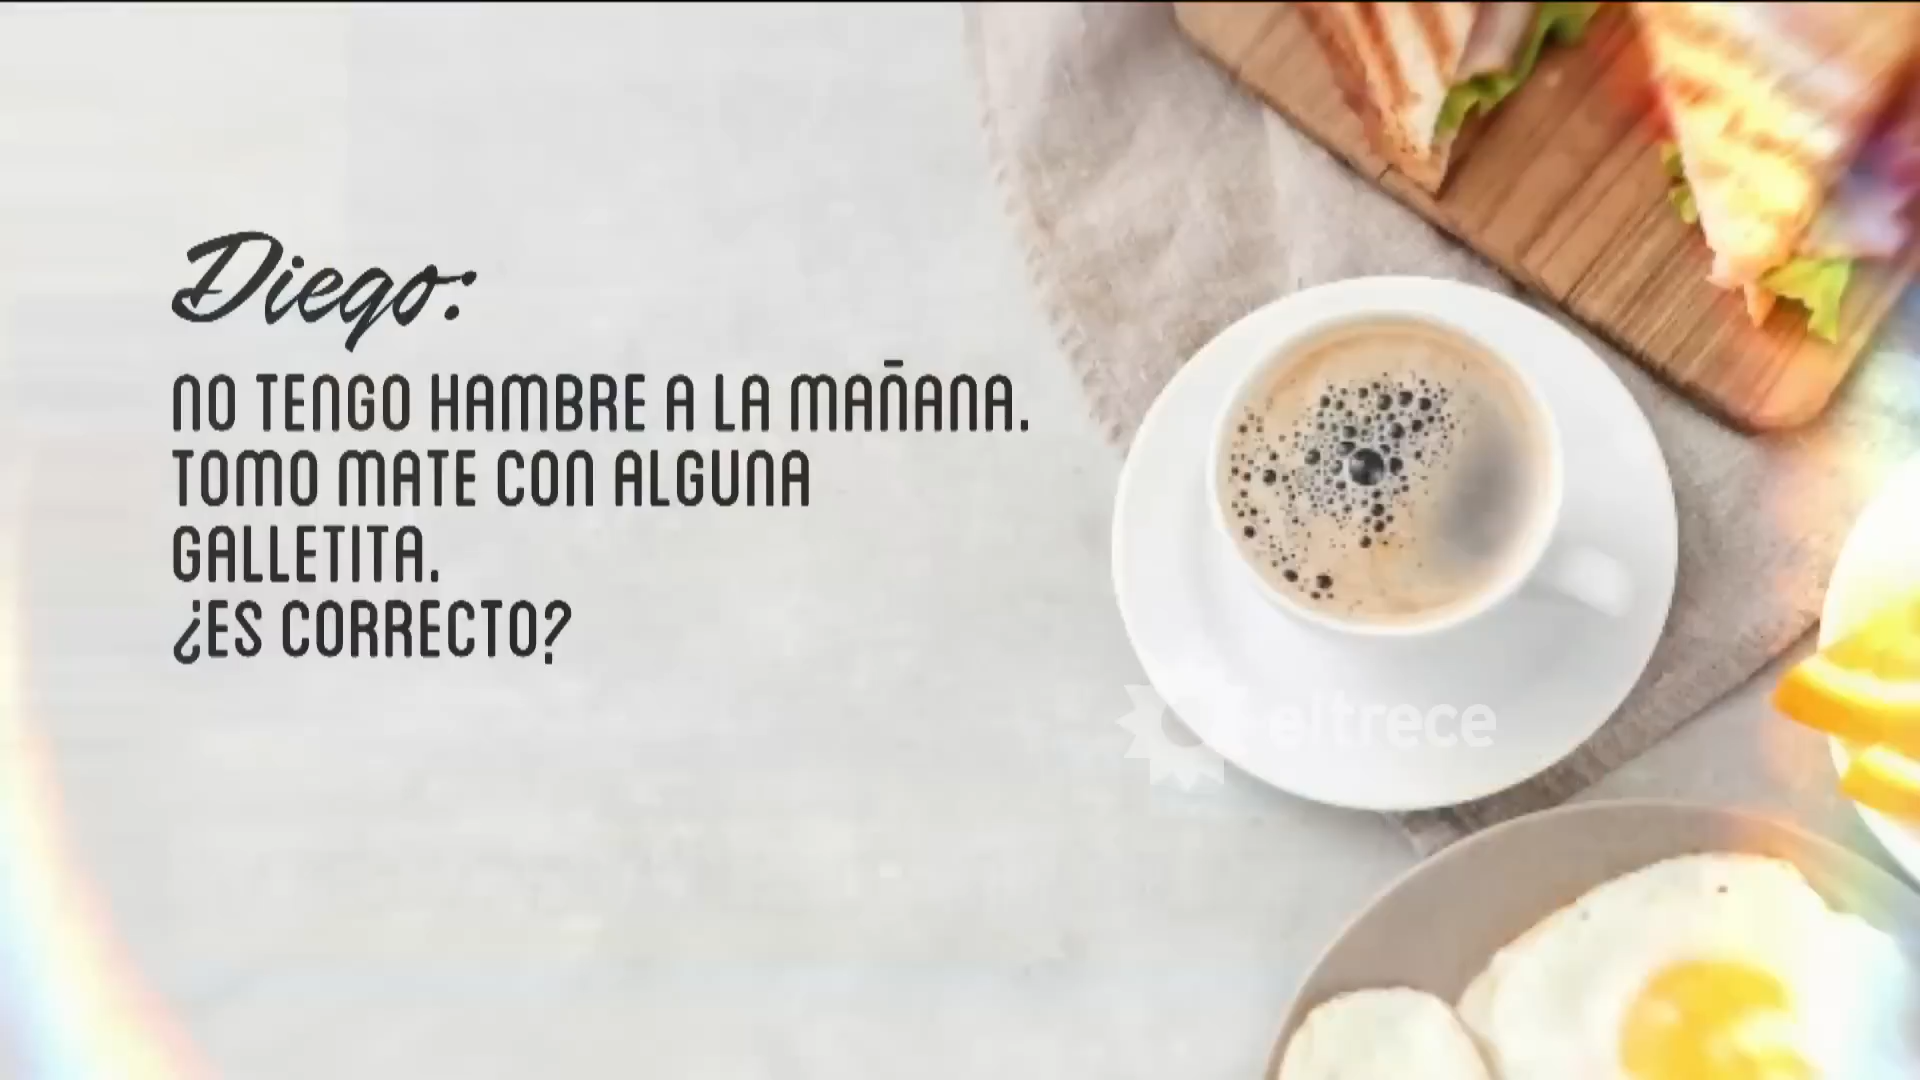 Diego:
NO TENGO HAMBRE A LA MAÑANA.
TOMO MATE CON ALGUNA
GALLETITA.
¿ES CORRECTO?
eltrece